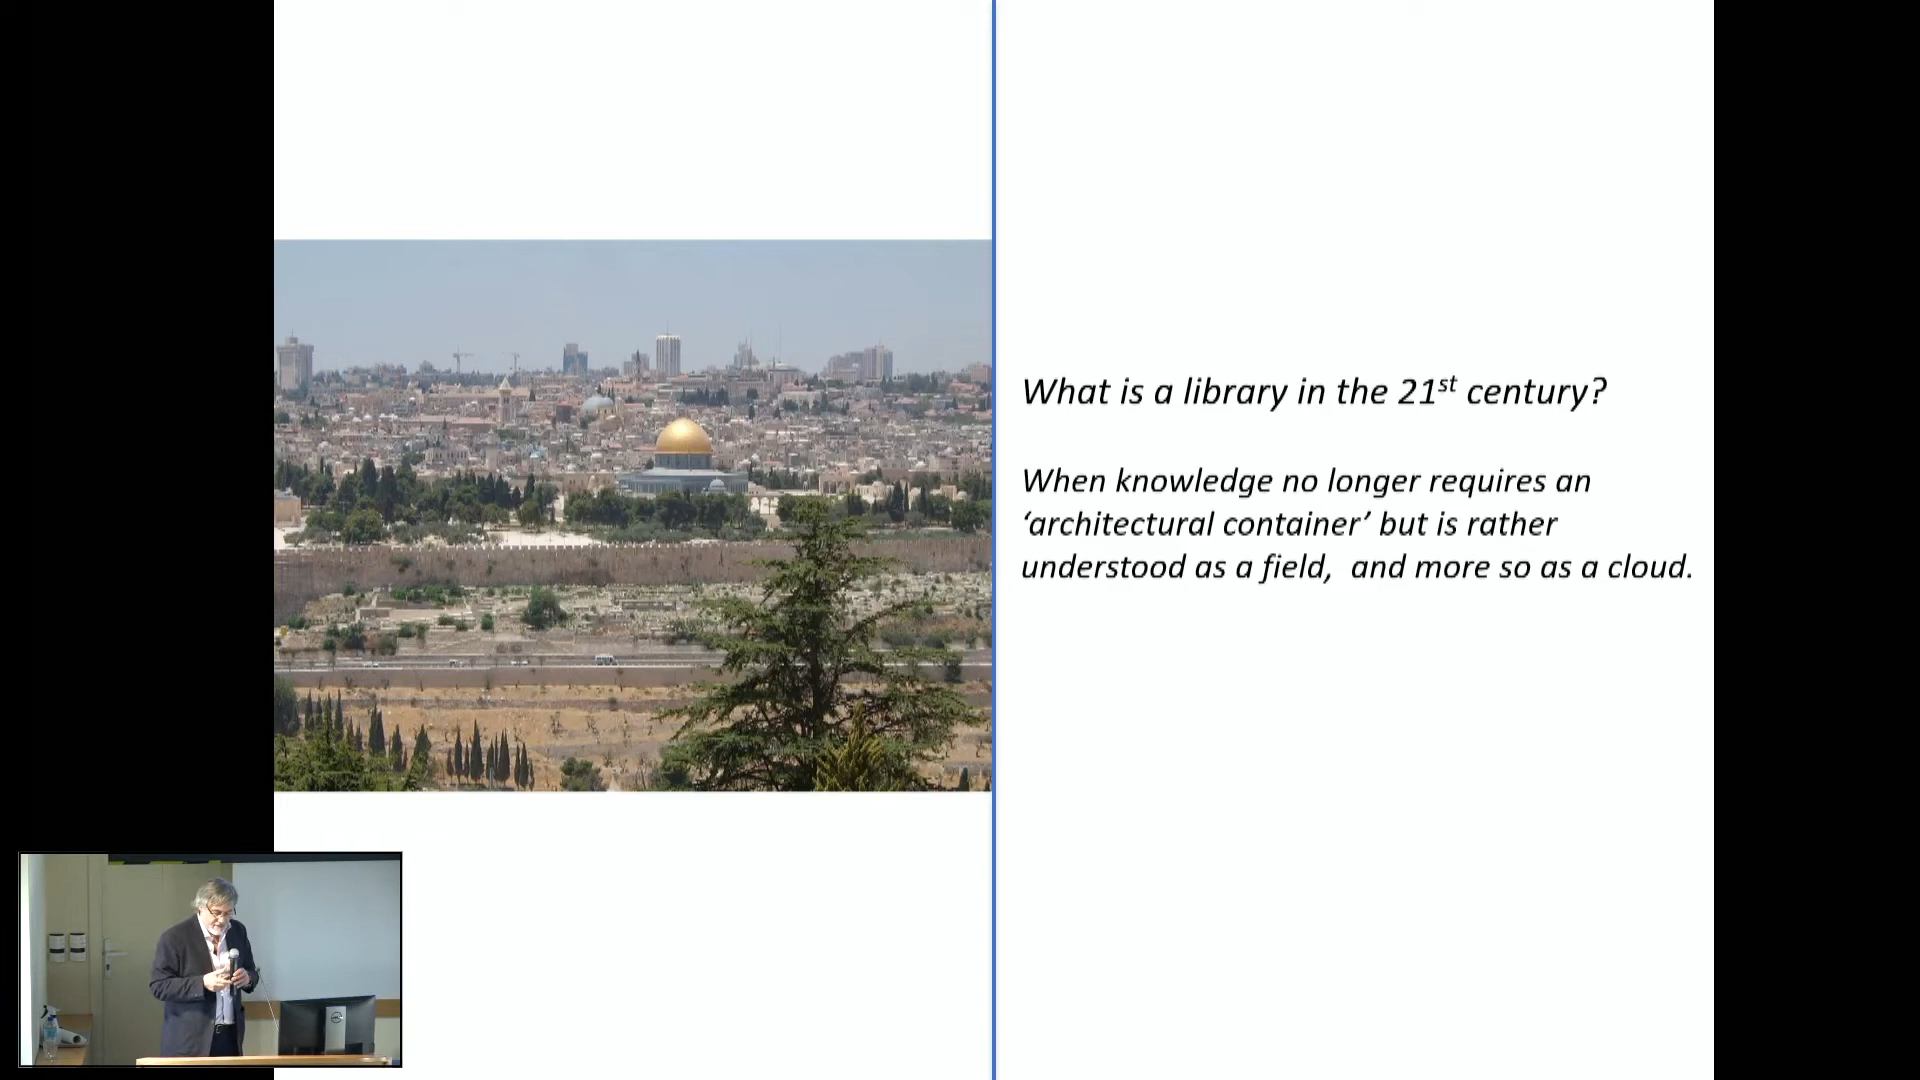 What is a library in the 21st century?
When knowledge no longer requires an
‘architectural container’ but is rather
understood as a field,  and more so as a cloud.